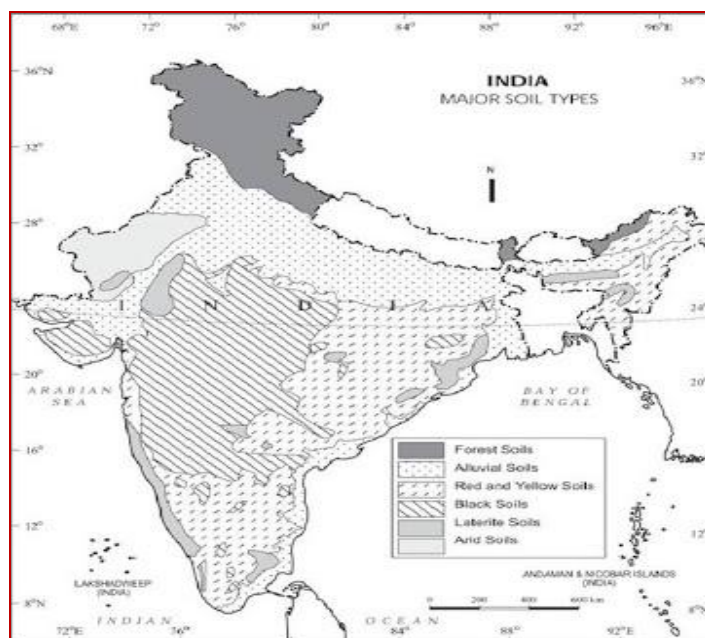 68°E
72°
76°
80°
84°
88°
92°
96°E
36°N
36°N
INDIA
MAJOR SOIL TYPES
32°
32°
N
28°
28°
24°
24°
I N D I A
20°
20°
ARABIAN
SEA
BAY OF
BENGAL
16°
16°
Forest Soils
Alluvial Soils
Red and Yellow Soils
Black Soils
Laterite Soils
Arid Soils
12°
12°
LAKSHADWEEP
(INDIA)
ANDAMAN & NICOBAR ISLANDS
(INDIA)
0 200 400 600 km
8°N
8°N
INDIAN OCEAN
72°E
76°
80°
84°
88°
92°E